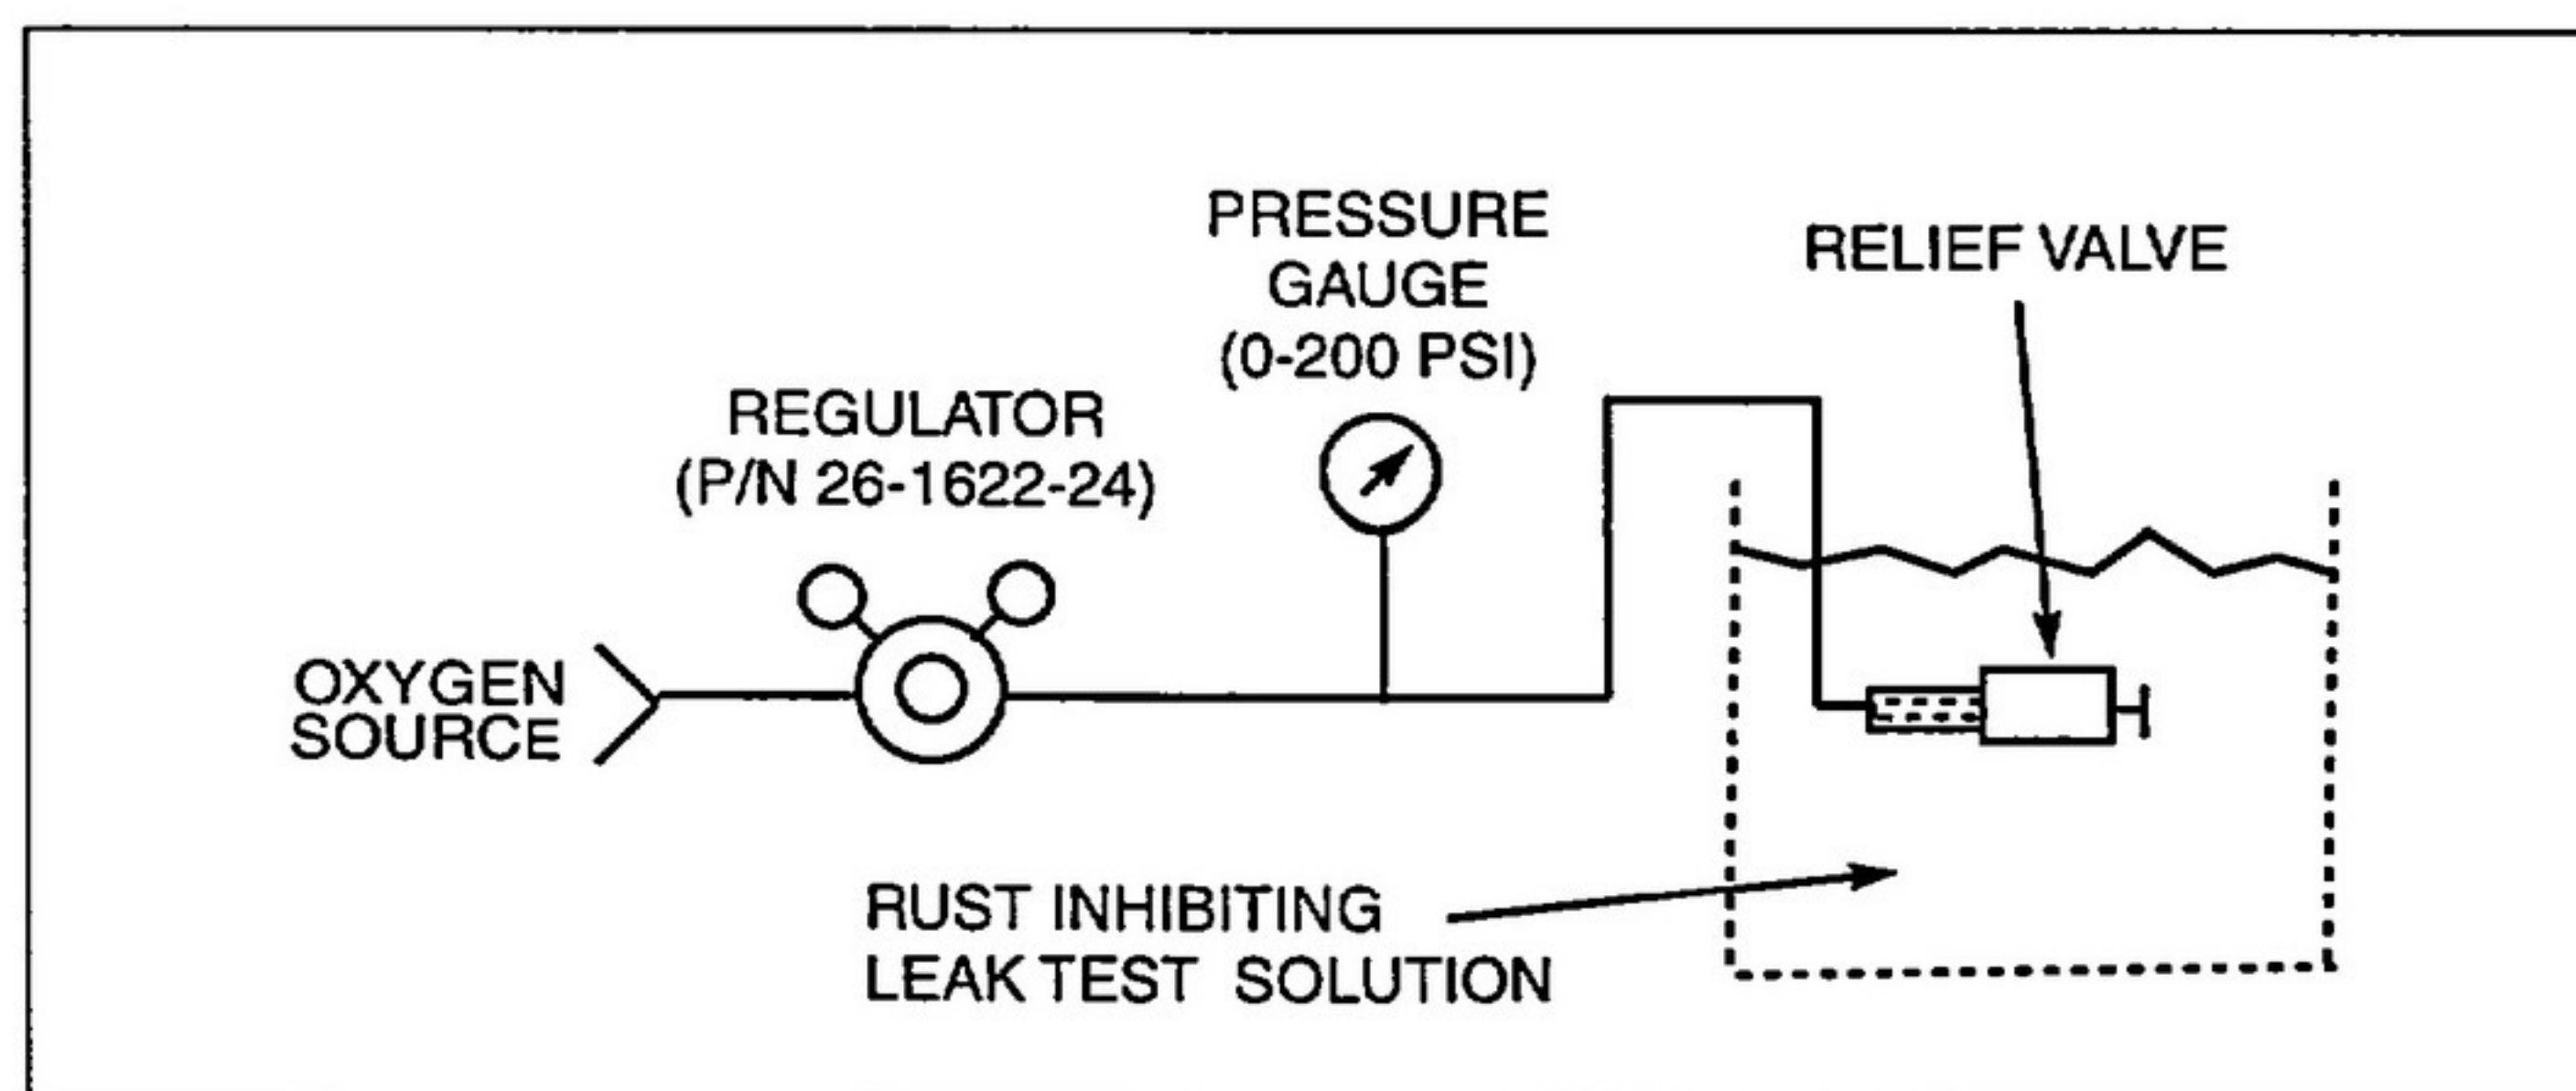 PRESSURE
GAUGE
(0-200 PSI)
RELIEF VALVE
REGULATOR
(P/N 26-1622-24)
OXYGEN
SOURCE
RUST INHIBITING
LEAK TEST SOLUTION